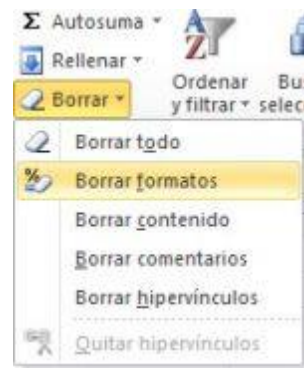 Σ Autosuma
Rellenar
Borrar
Ordenar
y filtrar
Borrar todo
Borrar formatos
Borrar contenido
Borrar comentarios
Borrar hipervínculos
Quitar hipervínculos